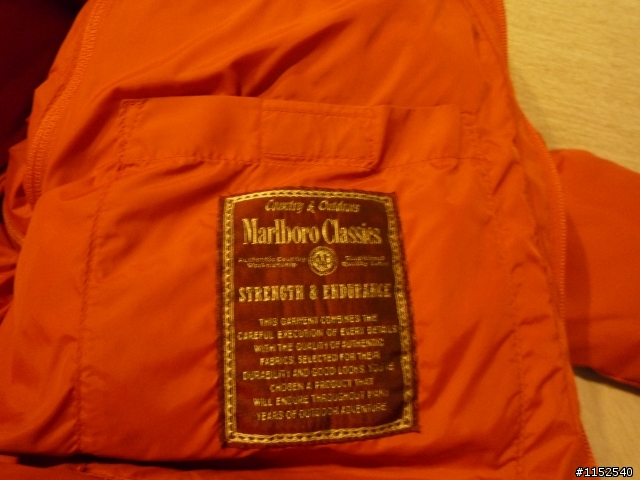 Country & Outdoors
Marlboro Classics
STRENGTH & ENDURANCE
THIS GARMENT COMBINES THE
CAREFUL EXECUTION OF EVERY DETAILS
WITH THE QUALITY OF AUTHENTIC
FABRICS, SELECTED FOR THEIR
DURABILITY AND GOOD LOOKS. YOU'VE
CHOSEN A PRODUCT THAT
WILL ENDURE THROUGHOUT MANY
YEARS OF OUTDOOR ADVENTURE.
#1152540